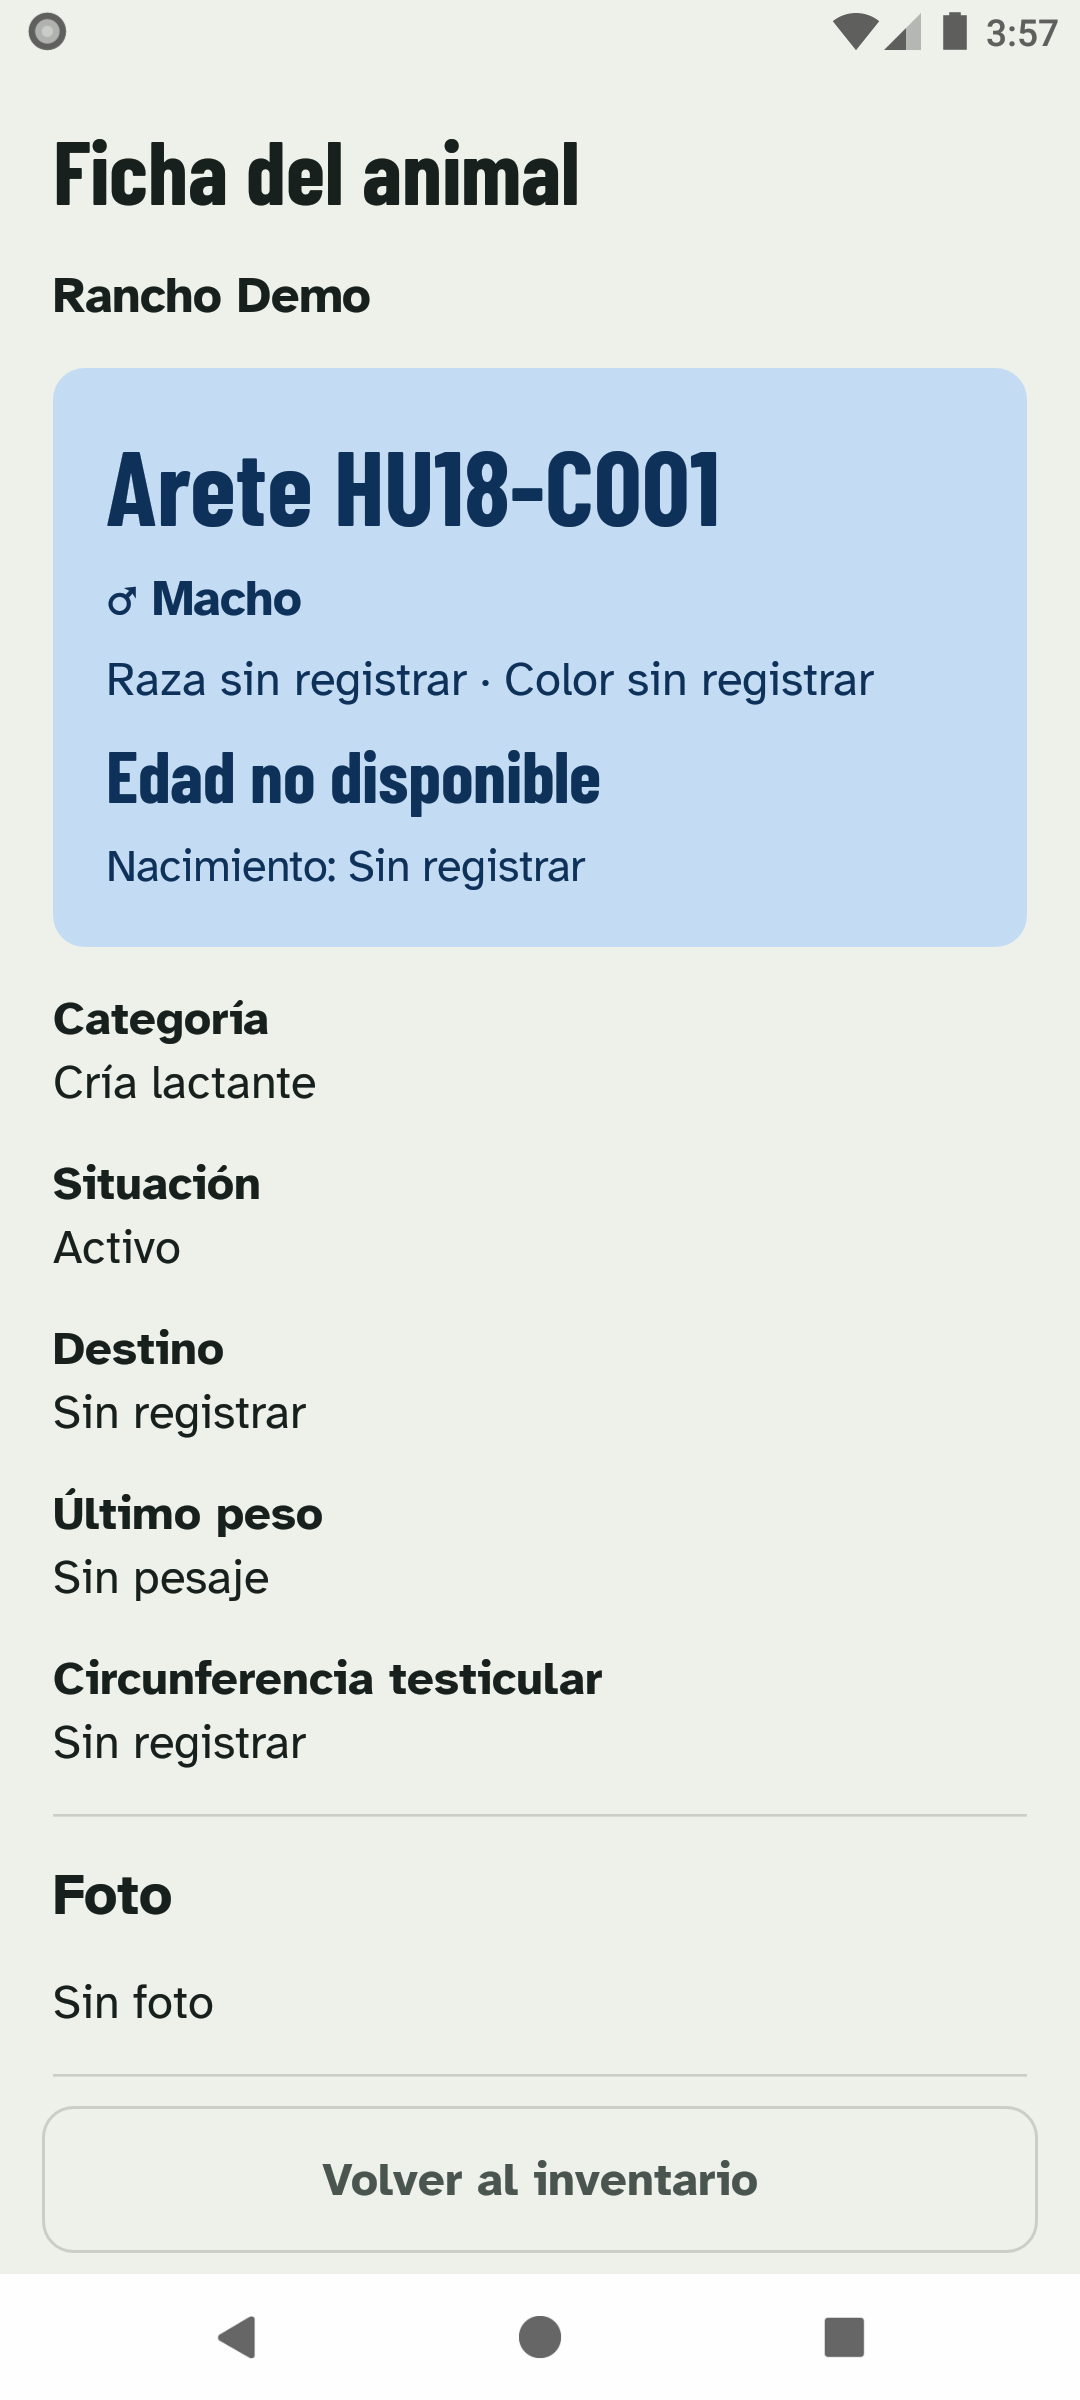 3:57
Ficha del animal
Rancho Demo
Arete HU18-C001
♂ Macho
Raza sin registrar · Color sin registrar
Edad no disponible
Nacimiento: Sin registrar
Categoría
Cría lactante
Situación
Activo
Destino
Sin registrar
Último peso
Sin pesaje
Circunferencia testicular
Sin registrar
Foto
Sin foto
Volver al inventario